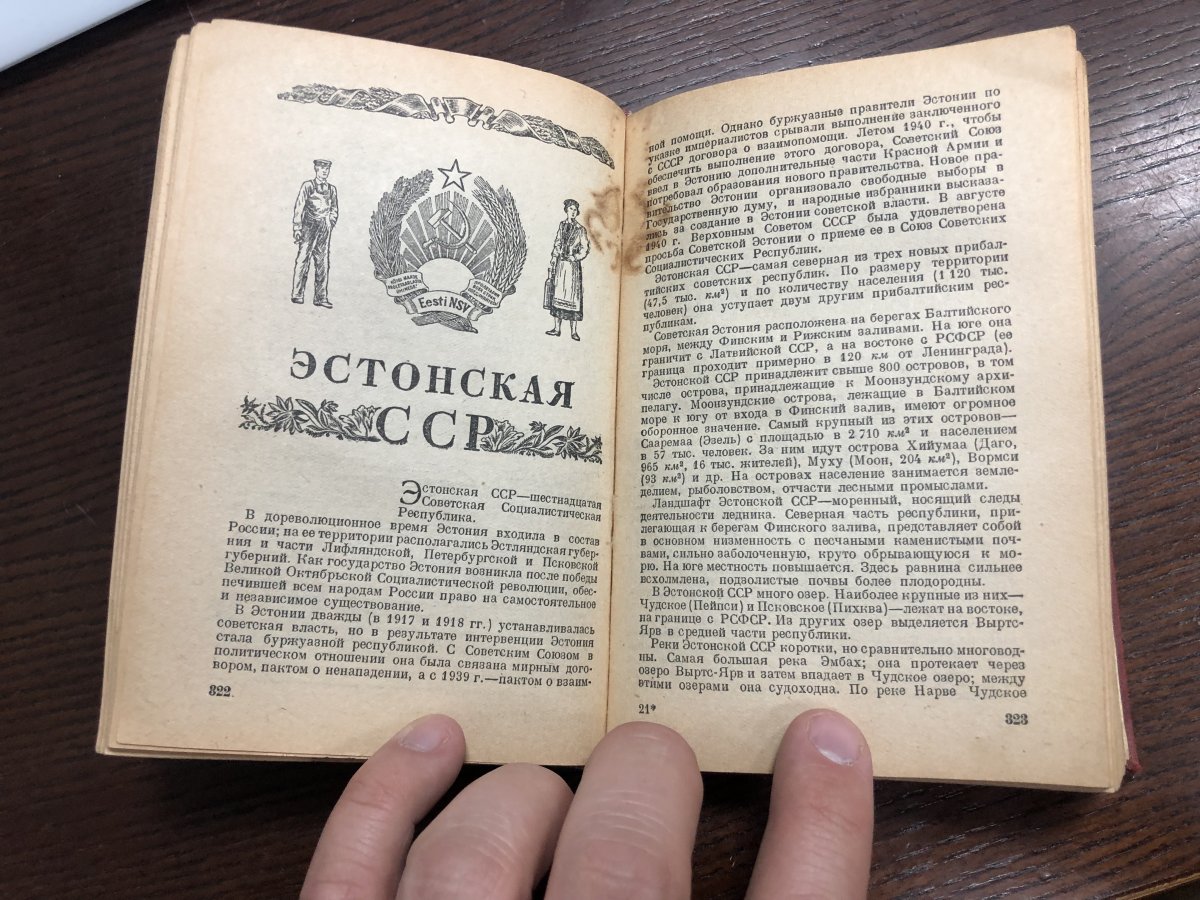 KÕIGI MAADE
PROLETAARLASED,
ÜHINEGE!
Eesti NSV
ЭСТОНСКАЯ
ССР
Эстонская ССР—шестнадцатая
Советская Социалистическая
Республика.
В дореволюционное время Эстония входила в состав
России; на ее территории располагались Эстляндская губер-
ния и части Лифляндской, Петербургской и Псковской
губерний. Как государство Эстония возникла после победы
Великой Октябрьской Социалистической революции, обес-
печившей всем народам России право на самостоятельное
и независимое существование.
В Эстонии дважды (в 1917 и 1918 гг.) устанавливалась
советская власть, но в результате интервенции Эстония
стала буржуазной республикой. С Советским Союзом в
политическом отношении она была связана мирным дого-
вором, пактом о ненападении, а с 1939 г.—пактом о взаим-
322
ной помощи. Однако буржуазные правители Эстонии по
указке империалистов срывали выполнение заключенного
с СССР договора о взаимопомощи. Летом 1940 г., чтобы
обеспечить выполнение этого договора, Советский Союз
ввел в Эстонию дополнительные части Красной Армии и
потребовал образования нового правительства. Новое пра-
вительство Эстонии организовало свободные выборы в
Государственную думу, и народные избранники высказа-
лись за создание в Эстонии советской власти. В августе
1940 г. Верховным Советом СССР была удовлетворена
просьба Советской Эстонии о приеме ее в Союз Советских
Социалистических Республик.
Эстонская ССР—самая северная из трех новых прибал-
тийских советских республик. По размеру территории
(47,5 тыс. км²) и по количеству населения (1 120 тыс.
человек) она уступает двум другим прибалтийским рес-
публикам.
Советская Эстония расположена на берегах Балтийского
моря, между Финским и Рижским заливами. На юге она
граничит с Латвийской ССР, а на востоке с РСФСР (ее
граница проходит примерно в 120 км от Ленинграда).
Эстонской ССР принадлежит свыше 800 островов, в том
числе острова, принадлежащие к Моонзундскому архи-
пелагу. Моонзундские острова, лежащие в Балтийском
море к югу от входа в Финский залив, имеют огромное
оборонное значение. Самый крупный из этих островов—
Сааремаа (Эзель) с площадью в 2 710 км² и населением
в 57 тыс. человек. За ним идут острова Хийумаа (Даго,
965 км², 16 тыс. жителей), Муху (Моон, 204 км²), Вормси
(93 км²) и др. На островах население занимается земле-
делием, рыболовством, отчасти лесными промыслами.
Ландшафт Эстонской ССР—моренный, носящий следы
деятельности ледника. Северная часть республики, при-
легающая к берегам Финского залива, представляет собой
в основном низменность с песчаными каменистыми поч-
вами, сильно заболоченную, круто обрывающуюся к мо-
рю. На юге местность повышается. Здесь равнина сильнее
всхолмлена, подзолистые почвы более плодородны.
В Эстонской ССР много озер. Наиболее крупные из них—
Чудское (Пейпси) и Псковское (Пихква)—лежат на востоке,
на границе с РСФСР. Из других озер выделяется Выртс-
Ярв в средней части республики.
Реки Эстонской ССР коротки, но сравнительно многовод-
ны. Самая большая река Эмбах; она протекает через
озеро Выртс-Ярв и затем впадает в Чудское озеро; между
этими озерами она судоходна. По реке Нарве Чудское
21*
323